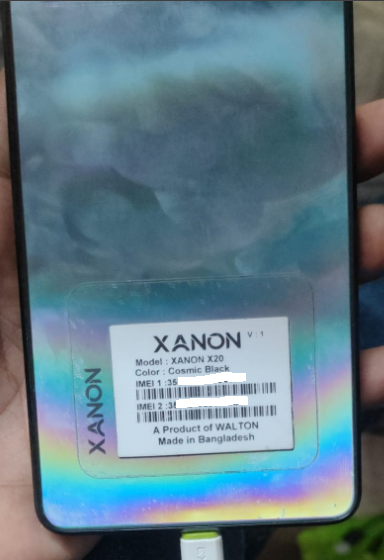 XANON V : 1
Model : XANON X20
Color : Cosmic Black
IMEI 1 :35
IMEI 2 :3
A Product of WALTON
Made in Bangladesh
XANON